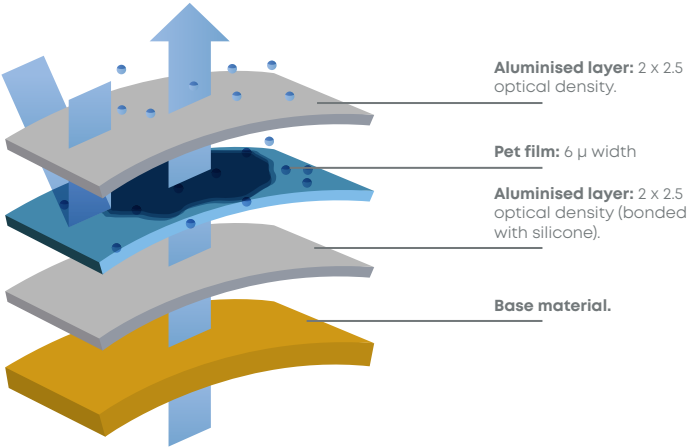 Aluminised layer: 2 x 2.5
optical density.
Pet film: 6 µ width
Aluminised layer: 2 x 2.5
optical density (bonded
with silicone).
Base material.